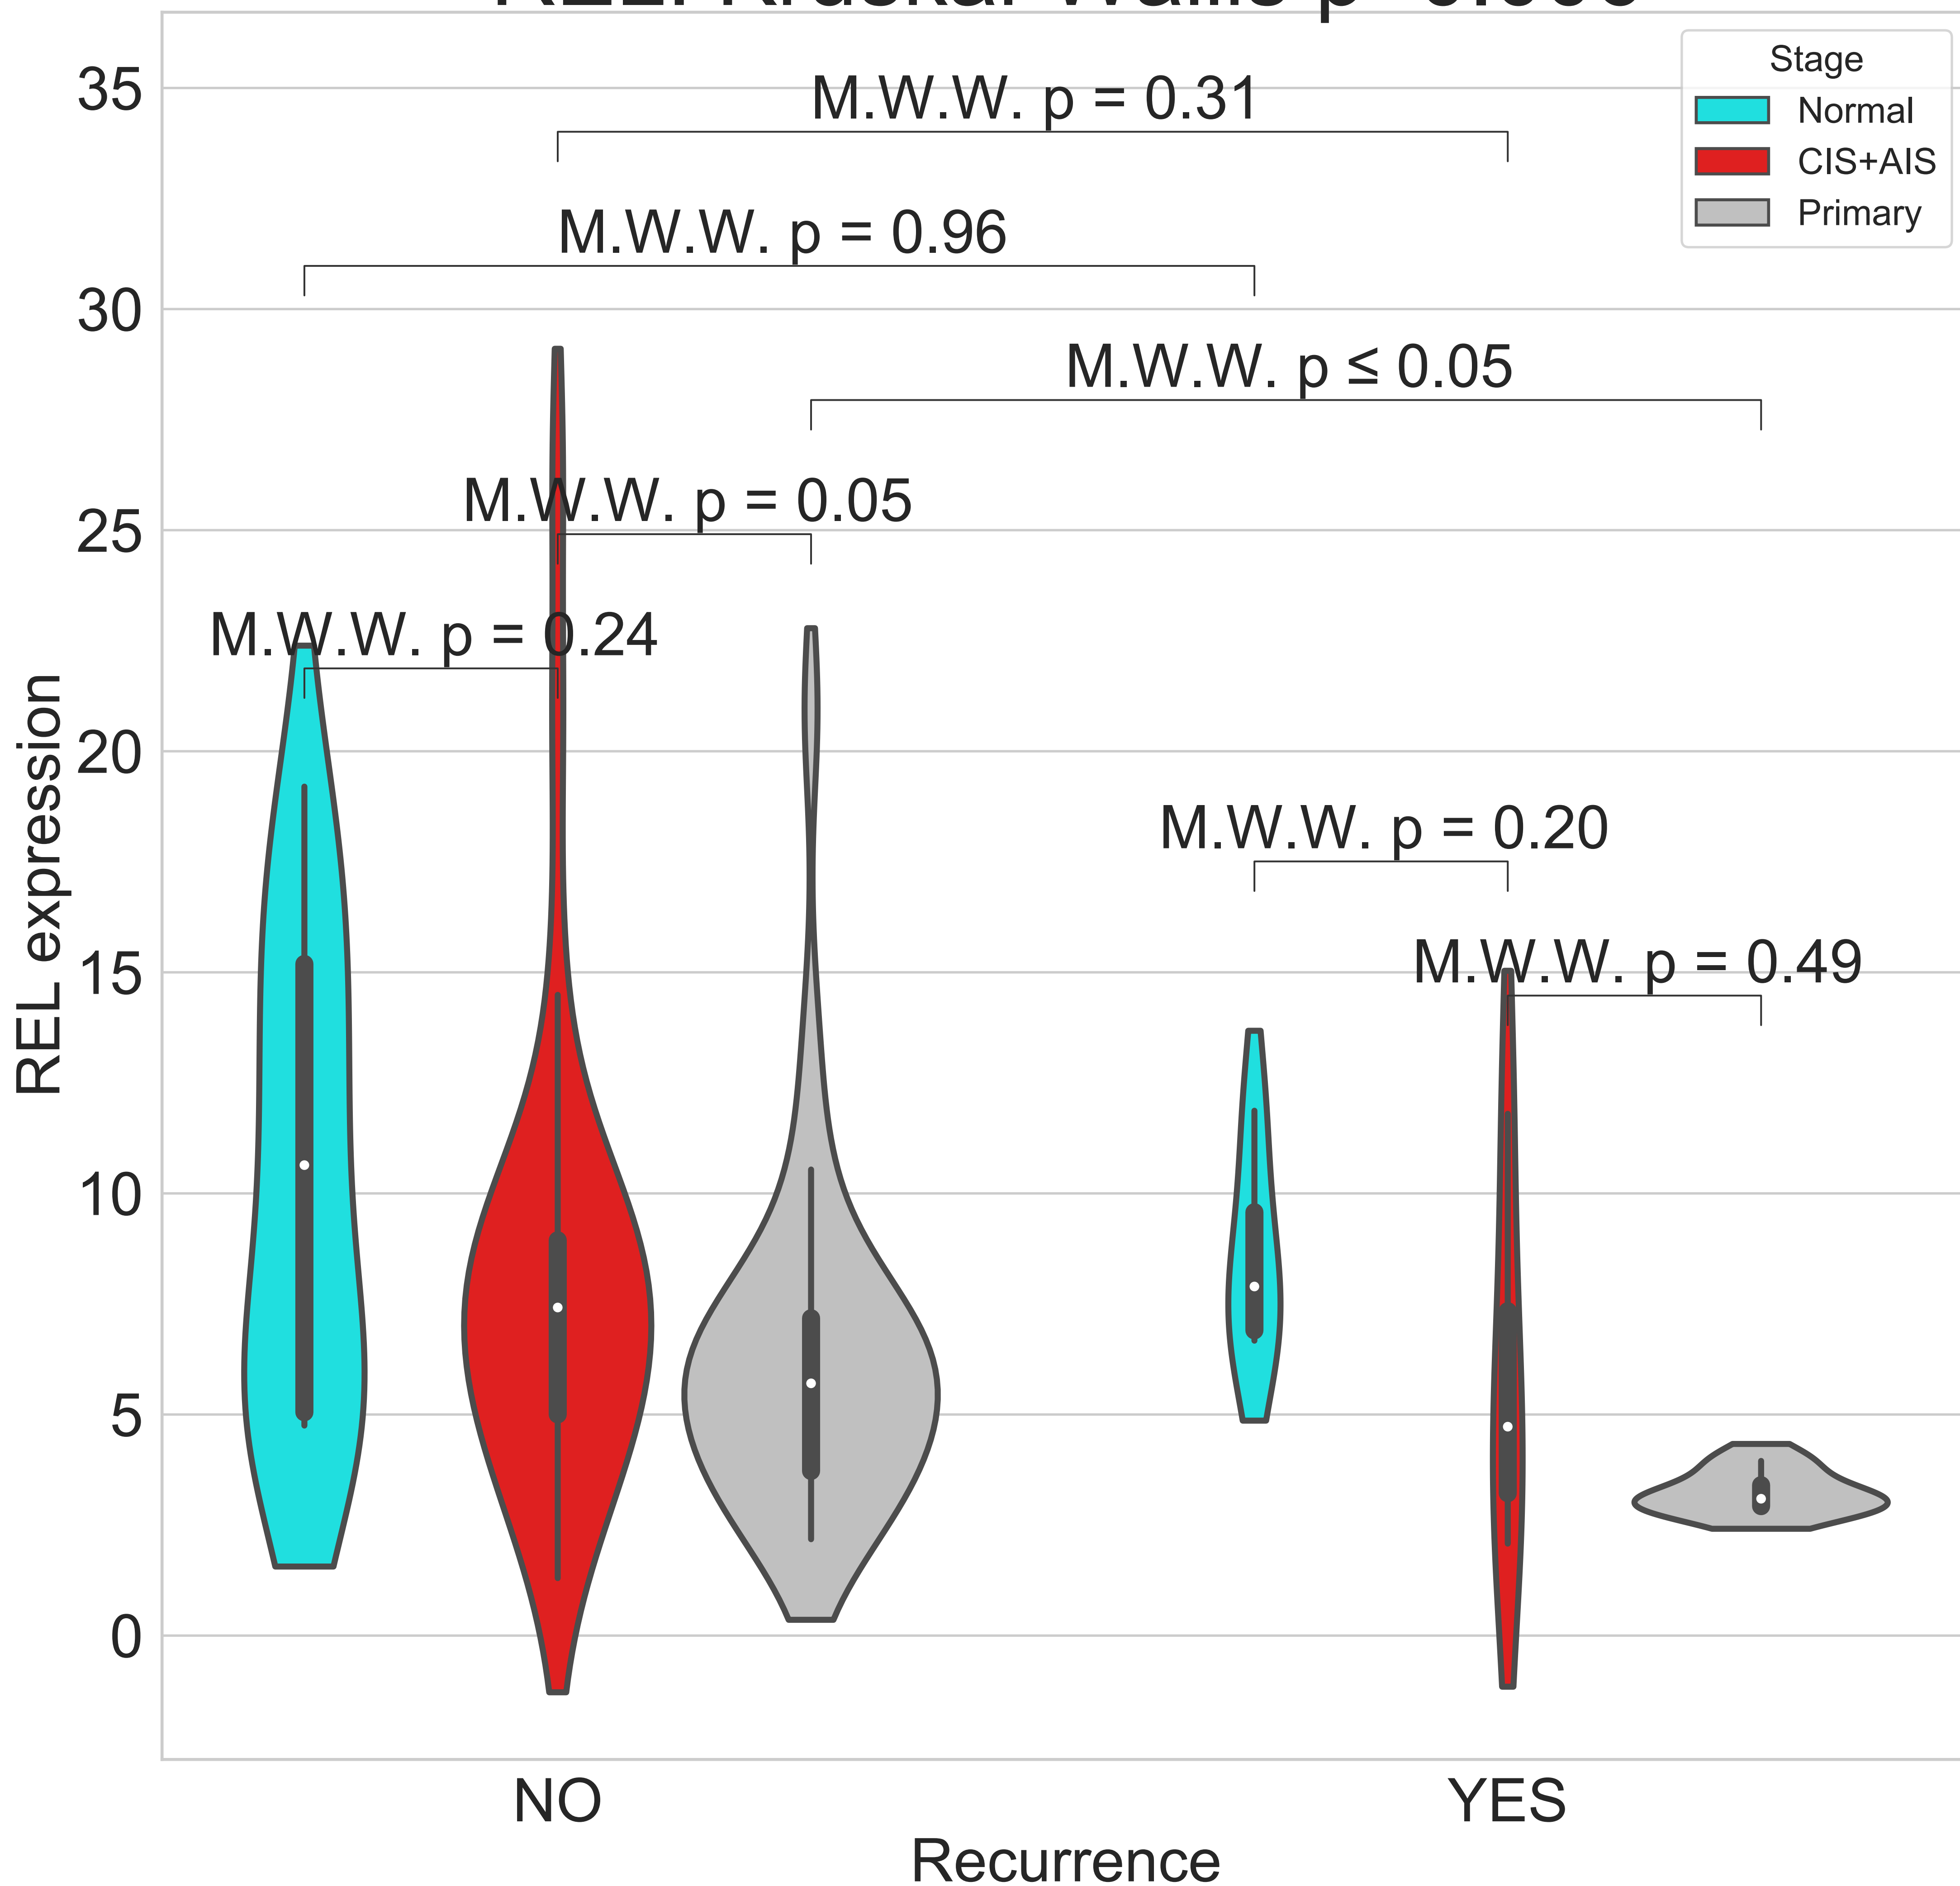 35
30
25
20
15
10
5
0
REL expression
M.W.W. p = 0.31
M.W.W. p = 0.96
M.W.W. p ≤ 0.05
M.W.W. p = 0.05
M.W.W. p = 0.24
M.W.W. p = 0.20
M.W.W. p = 0.49
Stage
Normal
CIS+AIS
Primary
NO
YES
Recurrence